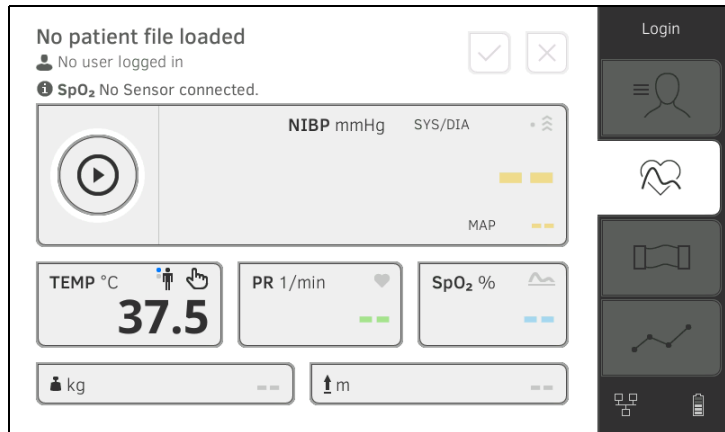 No patient file loaded
Login
No user logged in
SpO₂ No Sensor connected.
NIBP mmHg SYS/DIA
-- 
MAP --
TEMP °C
37.5
PR 1/min
--
SpO₂ %
--
kg --
m --